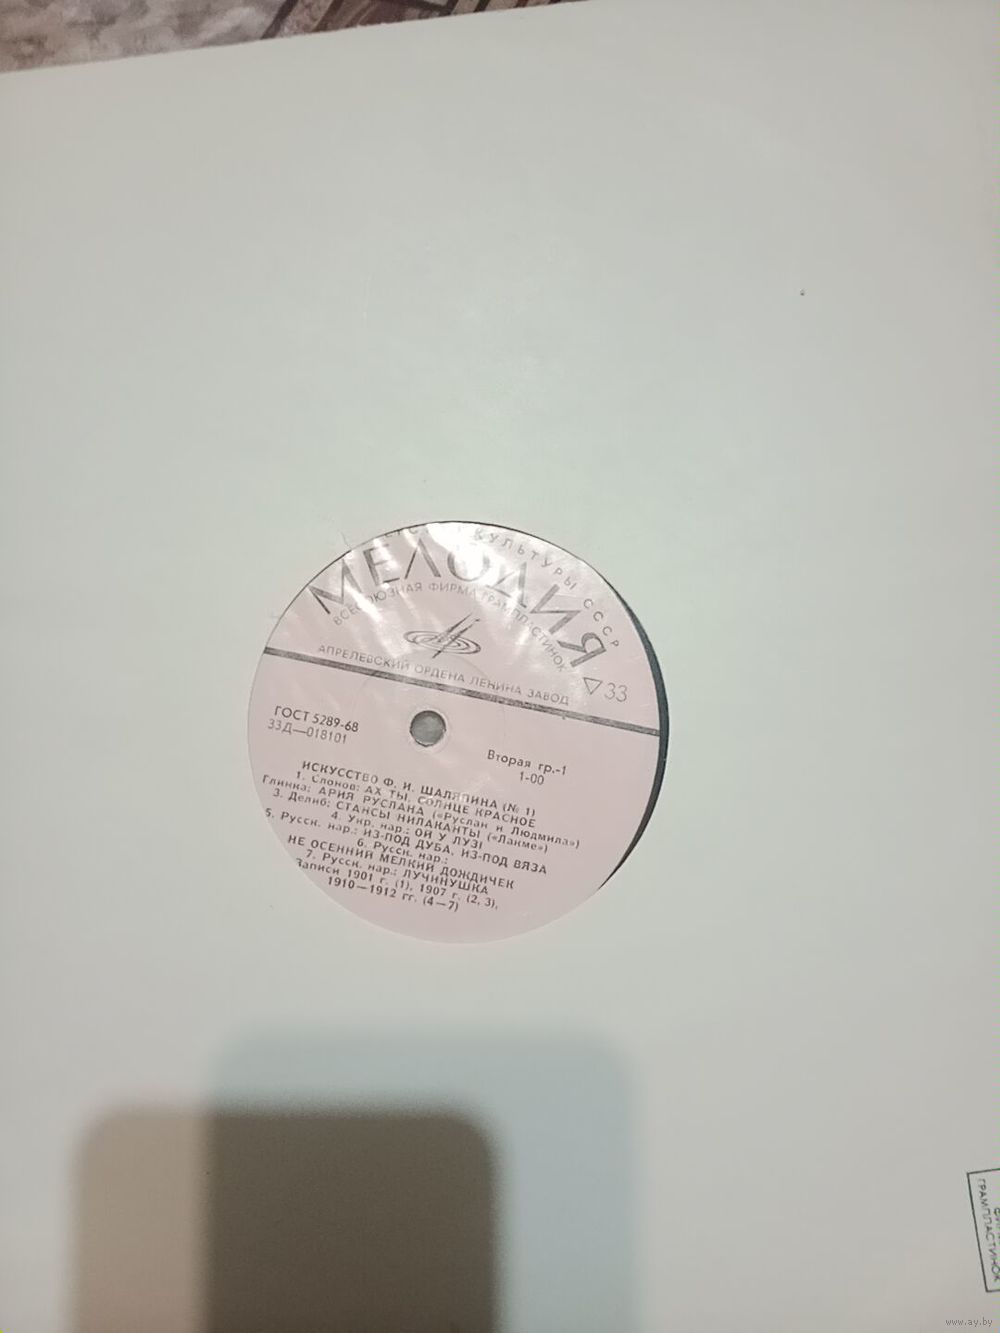 КУЛЬТУРЫ СССР
МЕЛОДИЯ
ВСЕСОЮЗНАЯ ФИРМА ГРАМПЛАСТИНОК
АПРЕЛЕВСКИЙ ОРДЕНА ЛЕНИНА ЗАВОД
33
ГОСТ 5289-68
33Д—018101
Вторая гр.-1
1-00
ИСКУССТВО Ф. И. ШАЛЯПИНА (№ 1)
1. Слонов: АХ ТЫ, СОЛНЦЕ КРАСНОЕ
Глинка: АРИЯ РУСЛАНА («Руслан и Людмила»)
3. Делиб: СТАНСЫ НИЛАКАНТЫ («Лакме»)
4. Укр. нар.: ОЙ У ЛУЗІ
5. Русск. нар.: ИЗ-ПОД ДУБА, ИЗ-ПОД ВЯЗА
6. Русск. нар.:
НЕ ОСЕННИЙ МЕЛКИЙ ДОЖДИЧЕК
7. Русск. нар.: ЛУЧИНУШКА
Записи 1901 г. (1), 1907 г. (2, 3),
1910—1912 гг. (4—7)
ГРАМПЛАСТИНОК
www.ay.by